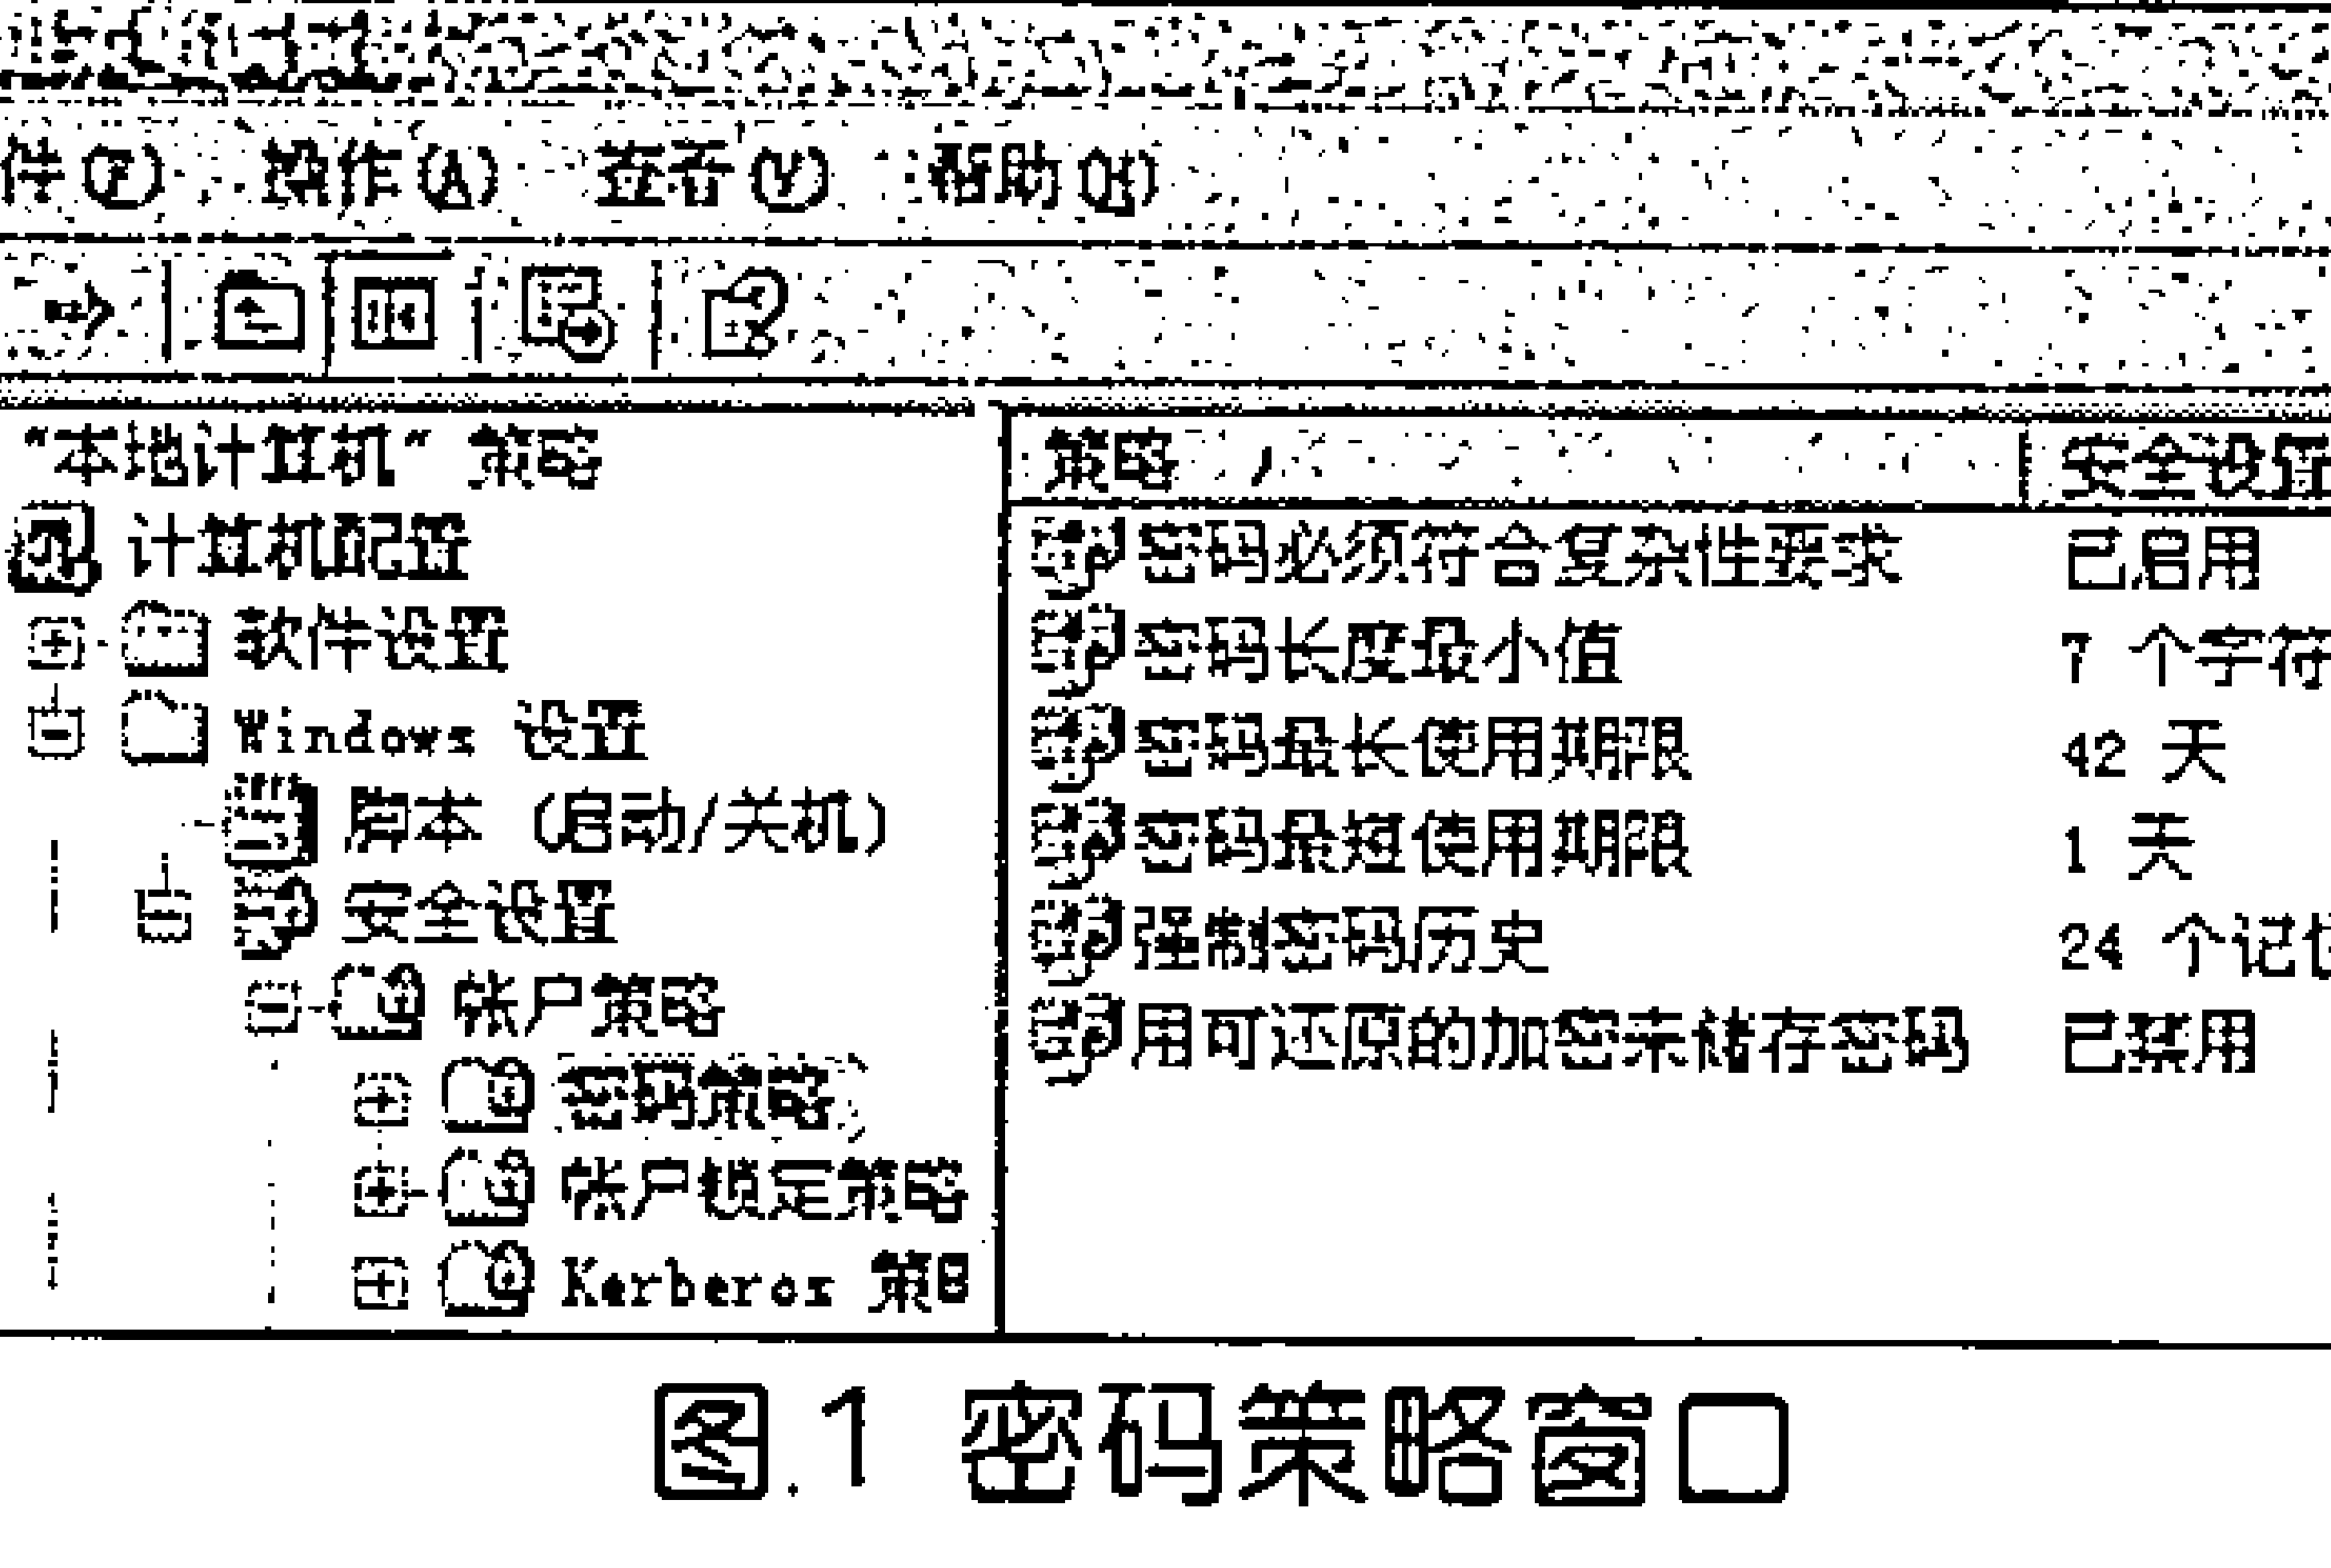 件(F) 操作(A) 查看(V) 帮助(H)
"本地计算机" 策略
计算机配置
软件设置
Windows 设置
脚本 (启动/关机)
安全设置
帐户策略
密码策略
帐户锁定策略
Kerberos 策略
策略 安全设置
密码必须符合复杂性要求 已启用
密码长度最小值 7 个字符
密码最长使用期限 42 天
密码最短使用期限 1 天
强制密码历史 24 个记住
用可还原的加密来储存密码 已禁用
图.1 密码策略窗口